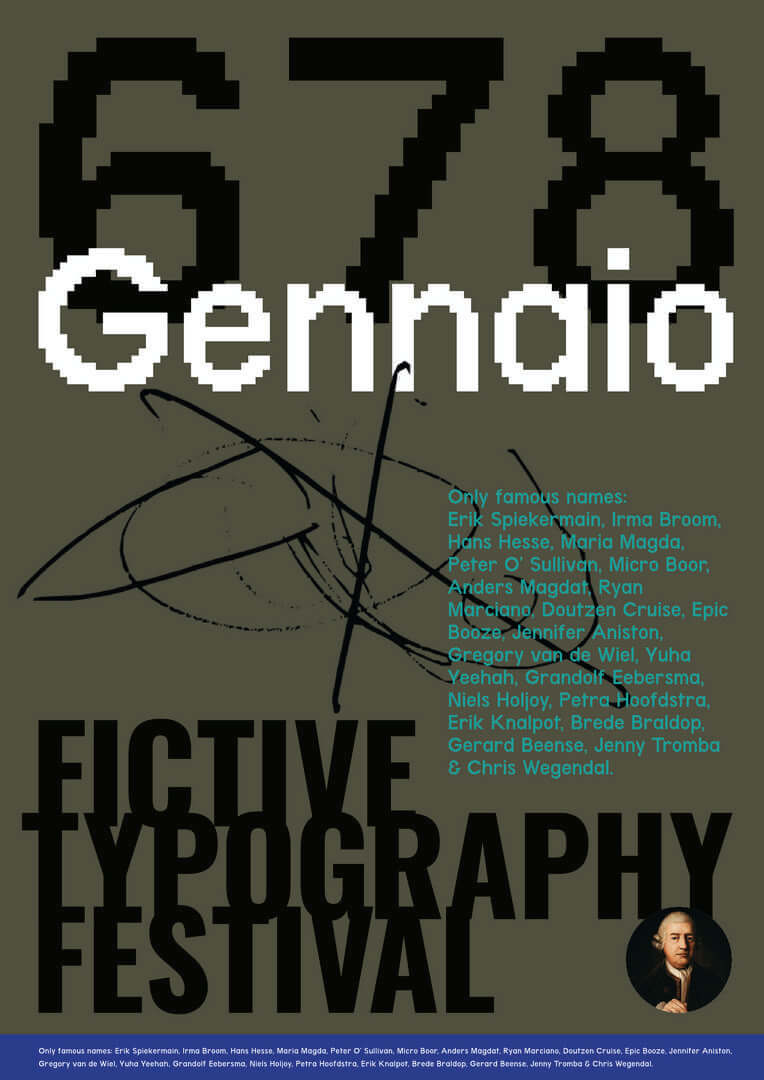 678
Gennaio
Only famous names:
Erik Spiekermain, Irma Broom,
Hans Hesse, Maria Magda,
Peter O' Sullivan, Micro Boor,
Anders Magdat, Ryan
Marciano, Doutzen Cruise, Epic
Booze, Jennifer Aniston,
Gregory van de Wiel, Yuha
Yeehah, Grandolf Eebersma,
Niels Holjoy, Petra Hoofdstra,
Erik Knalpot, Brede Braldop,
Gerard Beense, Jenny Tromba
& Chris Wegendal.
FICTIVE
TYPOGRAPHY
FESTIVAL
Only famous names: Erik Spiekermain, Irma Broom, Hans Hesse, Maria Magda, Peter O' Sullivan, Micro Boor, Anders Magdat, Ryan Marciano, Doutzen Cruise, Epic Booze, Jennifer Aniston,
Gregory van de Wiel, Yuha Yeehah, Grandolf Eebersma, Niels Holjoy, Petra Hoofdstra, Erik Knalpot, Brede Braldop, Gerard Beense, Jenny Tromba & Chris Wegendal.